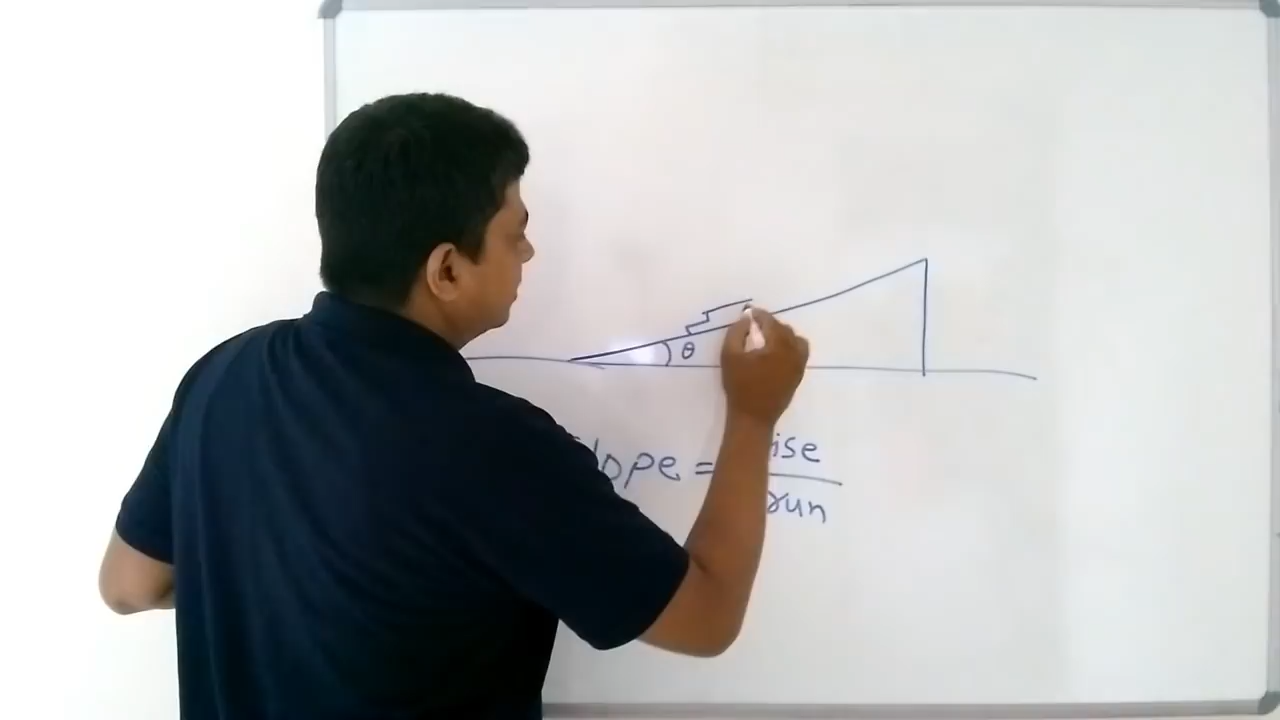 θ
lope =
ise
run